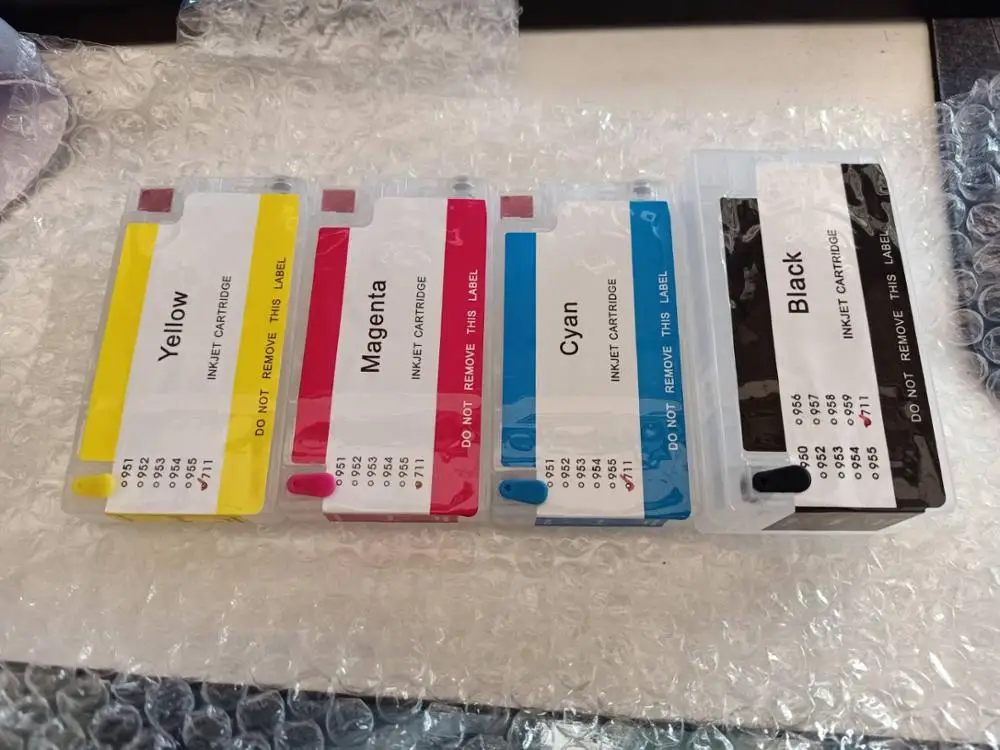 Yellow
INKJET CARTRIDGE
DO NOT REMOVE THIS LABEL
951
952
953
954
955
711
Magenta
INKJET CARTRIDGE
DO NOT REMOVE THIS LABEL
951
952
953
954
955
711
Cyan
INKJET CARTRIDGE
DO NOT REMOVE THIS LABEL
951
952
953
954
955
711
Black
INKJET CARTRIDGE
DO NOT REMOVE THIS LABEL
950 956
952 957
953 958
954 959
955 711